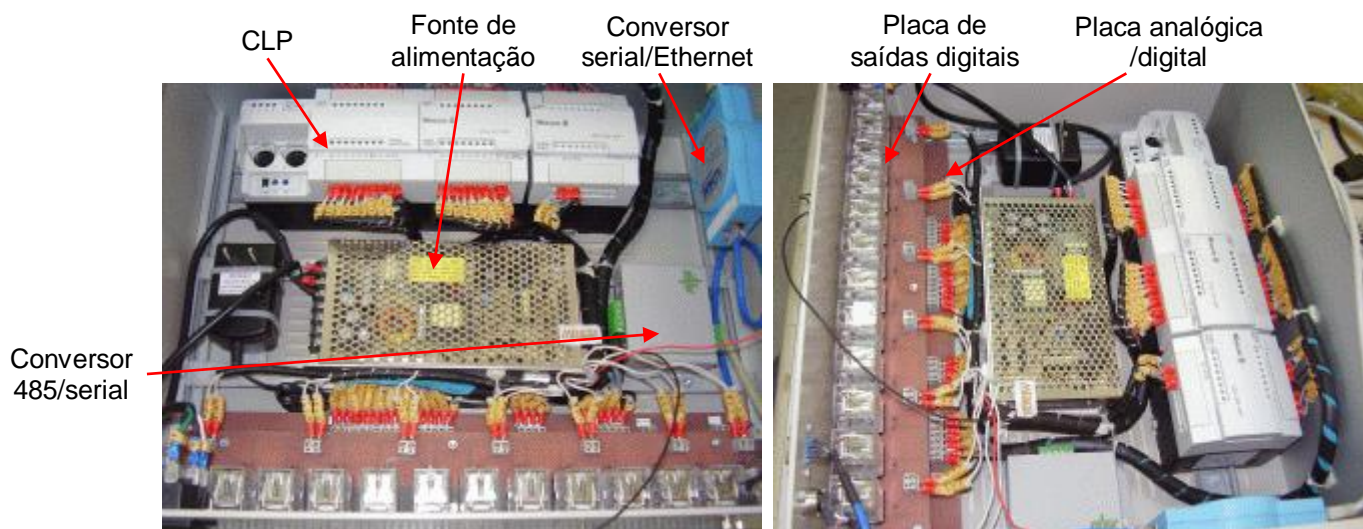 CLP
Fonte de
alimentação
Conversor
serial/Ethernet
Placa de
saídas digitais
Placa analógica
/digital
Conversor
485/serial